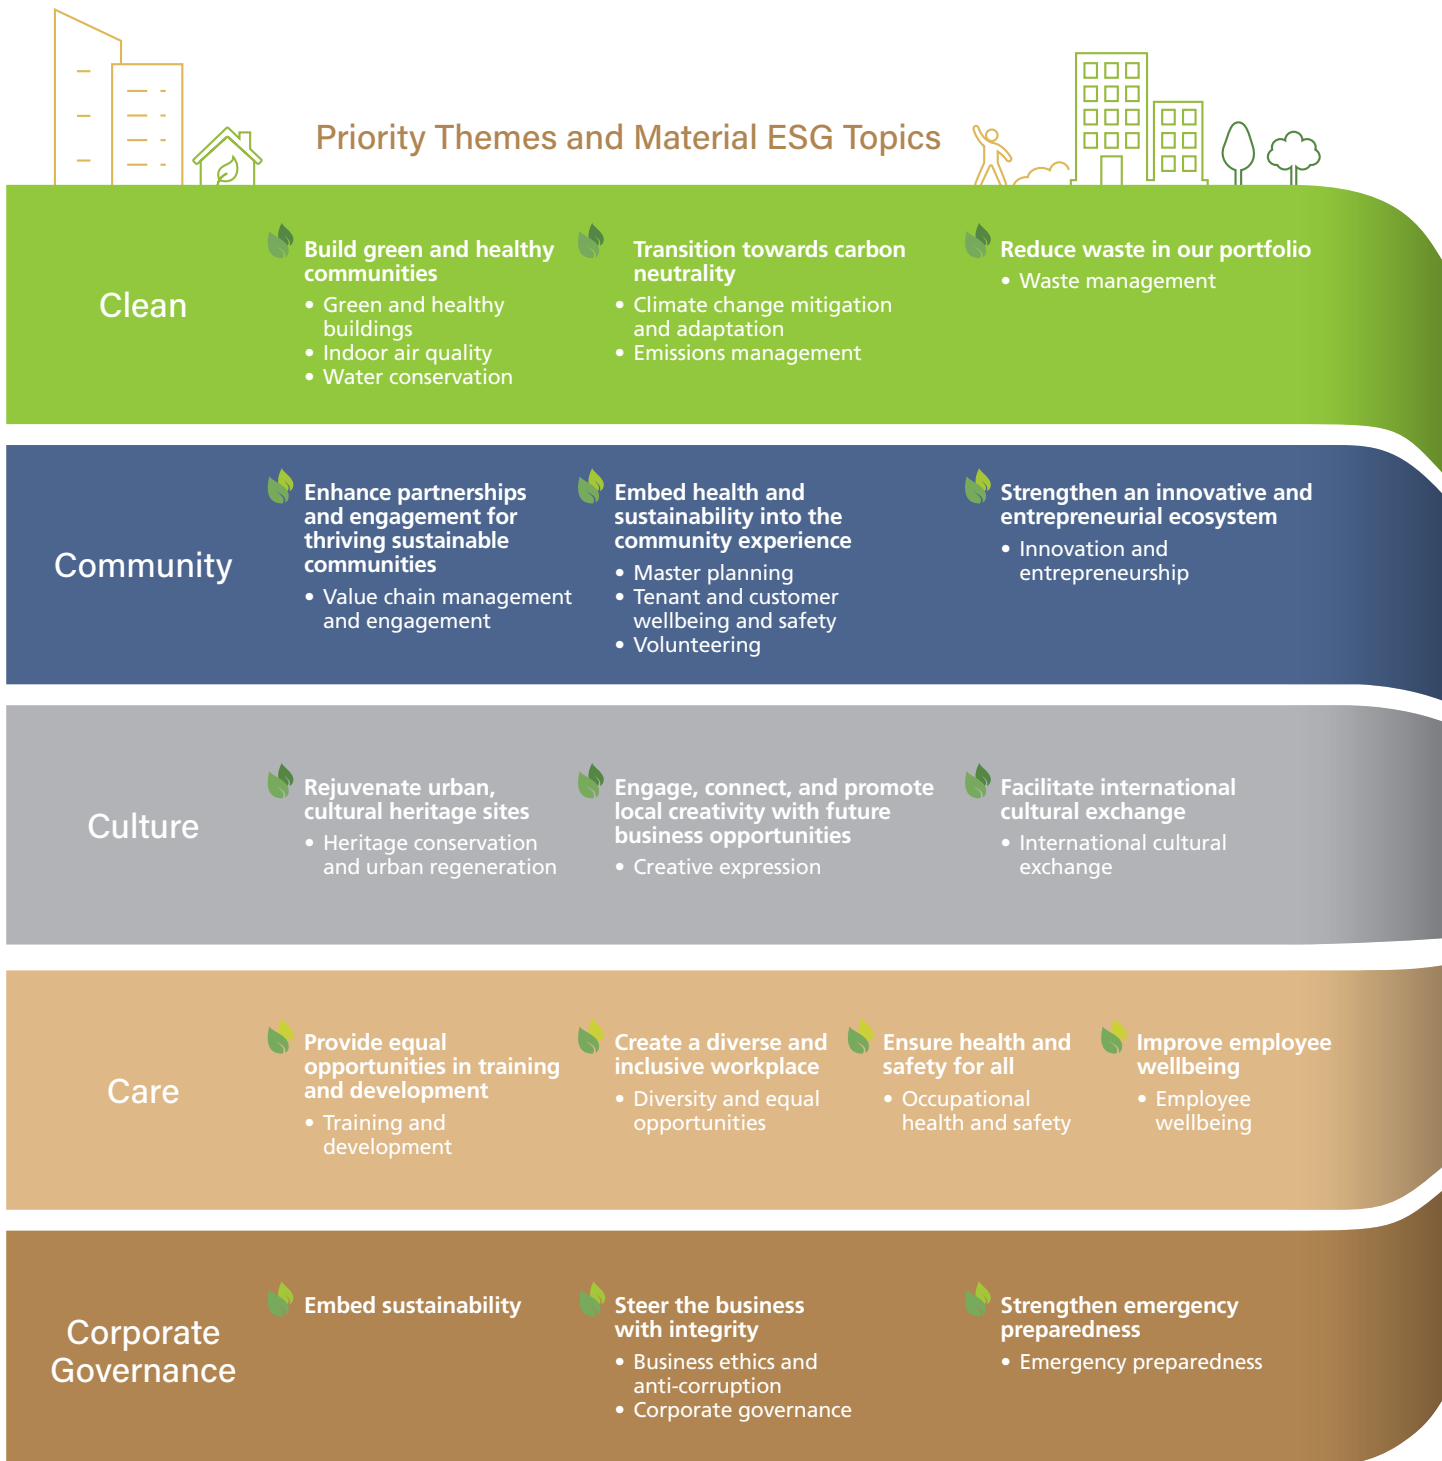 Priority Themes and Material ESG Topics
Clean
Build green and healthy
communities
• Green and healthy
buildings
• Indoor air quality
• Water conservation
Transition towards carbon
neutrality
• Climate change mitigation
and adaptation
• Emissions management
Reduce waste in our portfolio
• Waste management
Community
Enhance partnerships
and engagement for
thriving sustainable
communities
• Value chain management
and engagement
Embed health and
sustainability into the
community experience
• Master planning
• Tenant and customer
wellbeing and safety
• Volunteering
Strengthen an innovative and
entrepreneurial ecosystem
• Innovation and
entrepreneurship
Culture
Rejuvenate urban,
cultural heritage sites
• Heritage conservation
and urban regeneration
Engage, connect, and promote
local creativity with future
business opportunities
• Creative expression
Facilitate international
cultural exchange
• International cultural
exchange
Care
Provide equal
opportunities in training
and development
• Training and
development
Create a diverse and
inclusive workplace
• Diversity and equal
opportunities
Ensure health and
safety for all
• Occupational
health and safety
Improve employee
wellbeing
• Employee
wellbeing
Corporate
Governance
Embed sustainability
Steer the business
with integrity
• Business ethics and
anti-corruption
• Corporate governance
Strengthen emergency
preparedness
• Emergency preparedness